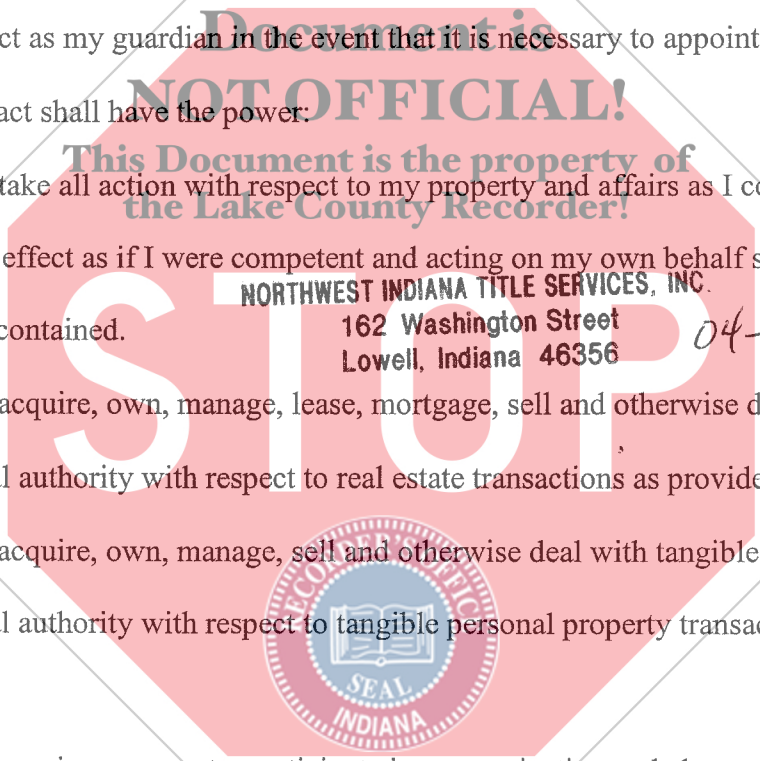 Document is
ct as my guardian in the event that it is necessary to appoint
NOT OFFICIAL!
act shall have the power:
This Document is the property of
take all action with respect to my property and affairs as I co
the Lake County Recorder!
effect as if I were competent and acting on my own behalf s
NORTHWEST INDIANA TITLE SERVICES, INC.
contained.
162 Washington Street
04-
Lowell, Indiana 46356
acquire, own, manage, lease, mortgage, sell and otherwise d
STOP
l authority with respect to real estate transactions as provide
acquire, own, manage, sell and otherwise deal with tangible
RECORDER'S OFFICE
l authority with respect to tangible personal property transac
SEAL
INDIANA